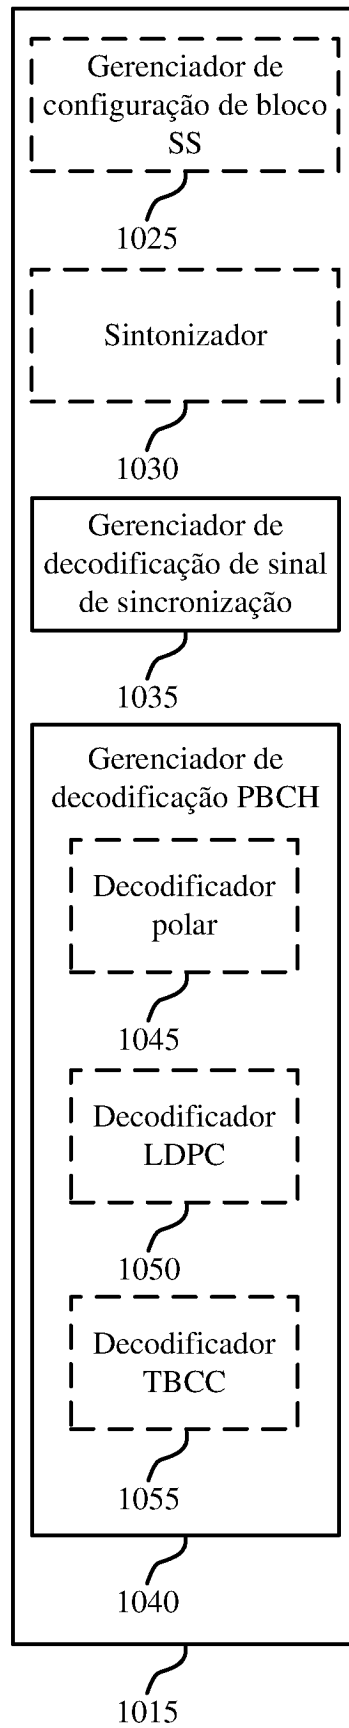 Gerenciador de
configuração de bloco
SS
1025
Sintonizador
1030
Gerenciador de
decodificação de sinal
de sincronização
1035
Gerenciador de
decodificação PBCH
Decodificador
polar
1045
Decodificador
LDPC
1050
Decodificador
TBCC
1055
1040
1015